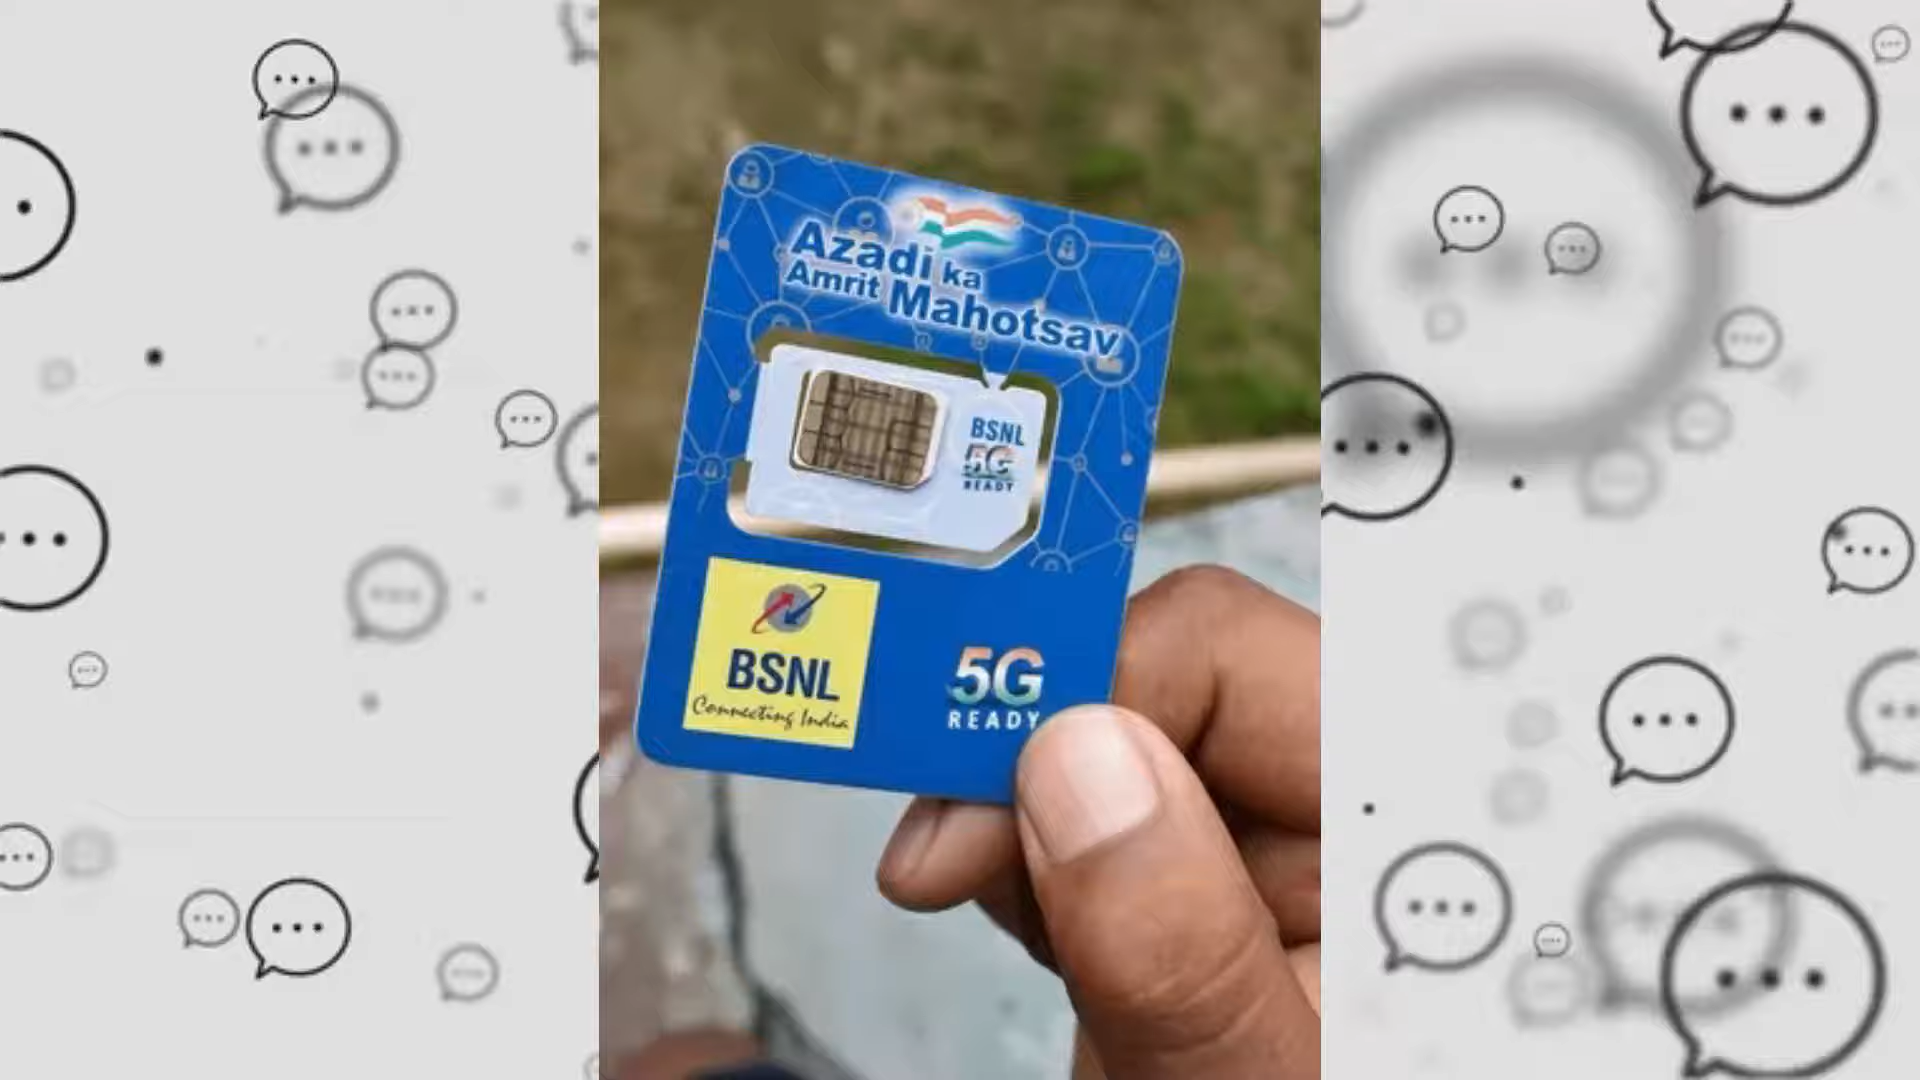 Azadi ka
Amrit Mahotsav
BSNL
5G
READY
BSNL
Connecting India
5G
READY